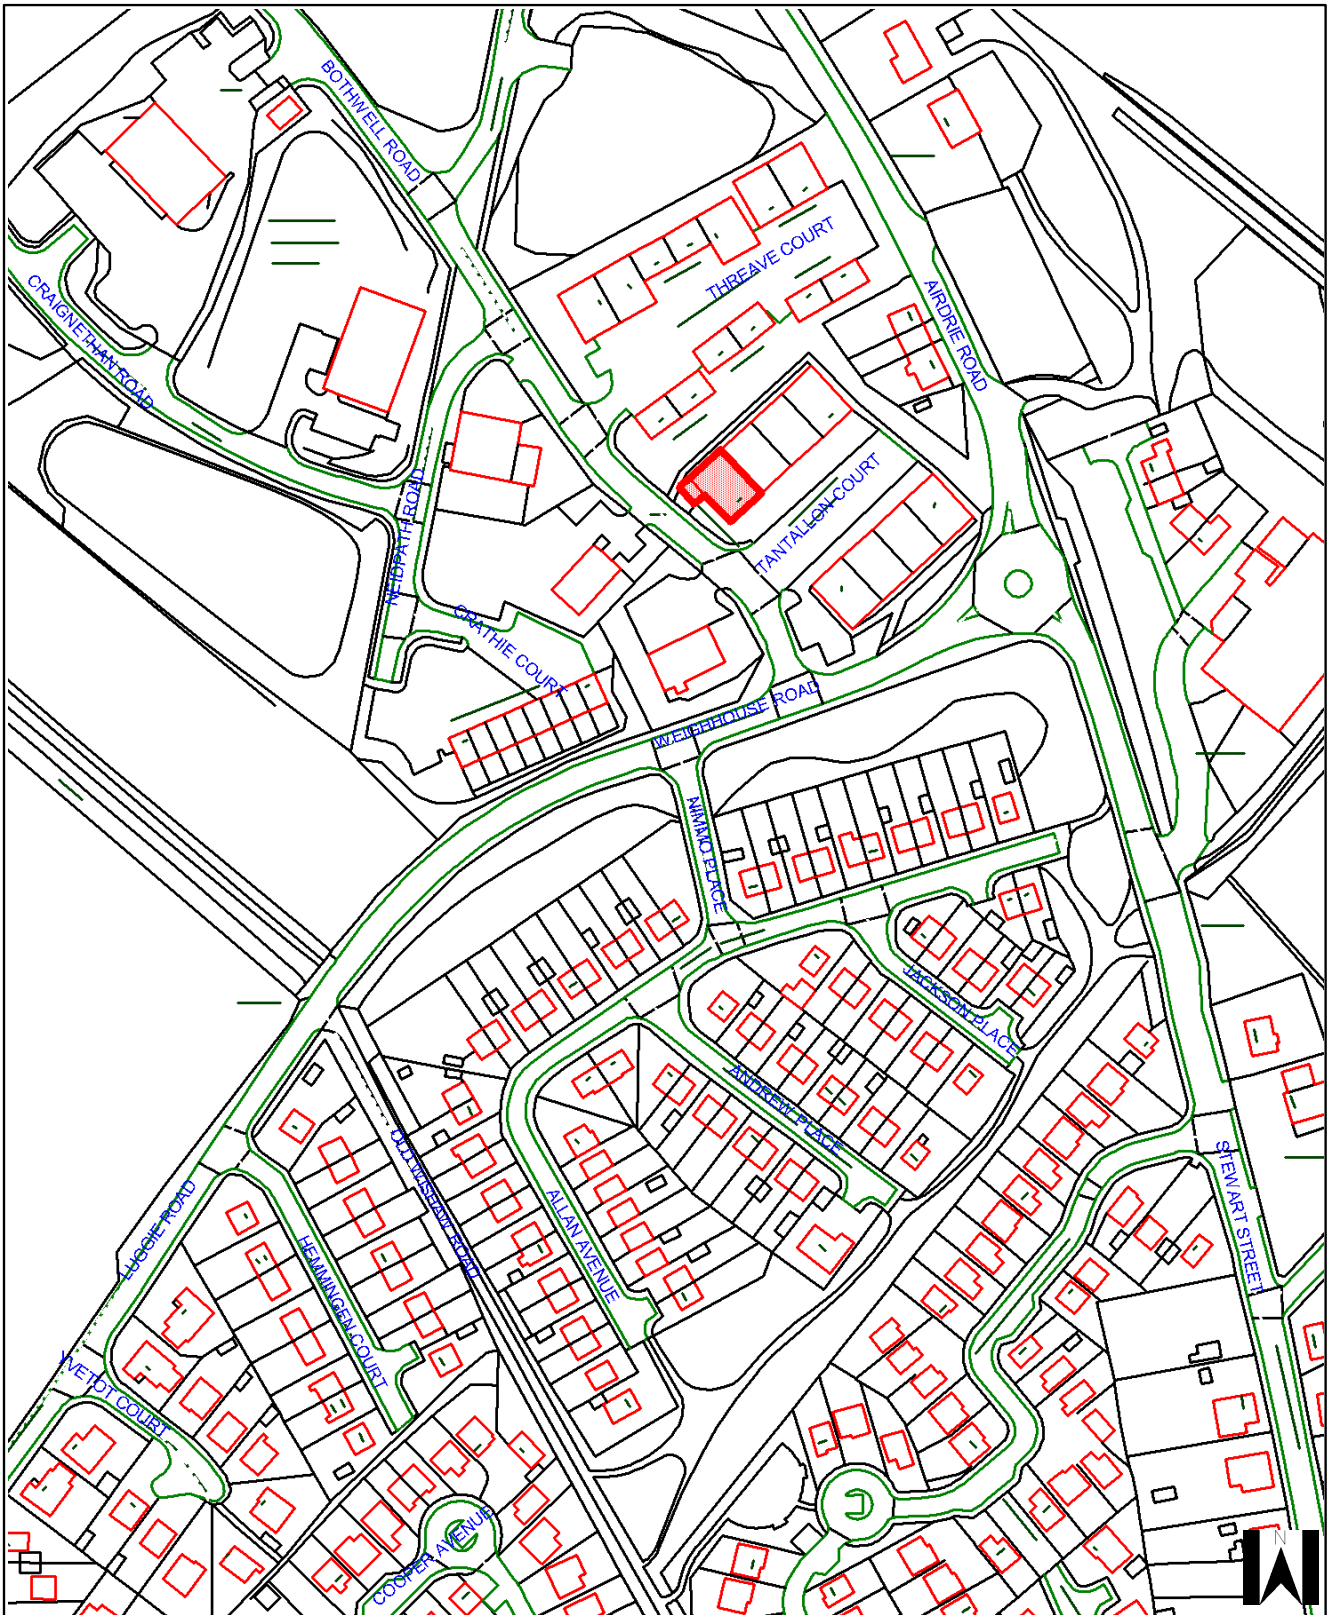 BOTHWELL ROAD
THREAVE COURT
AIRDRIE ROAD
CRAIGNETHAN ROAD
TANTALLON COURT
NEIDPATH ROAD
CRATHIE COURT
WEIGHHOUSE ROAD
NIMMO PLACE
JACKSON PLACE
ANDREW PLACE
OLD WISHAW ROAD
ALLAN AVENUE
STEWART STREET
LUGGIE ROAD
HEMMINGEN COURT
YVETOT COURT
COOPER AVENUE
N